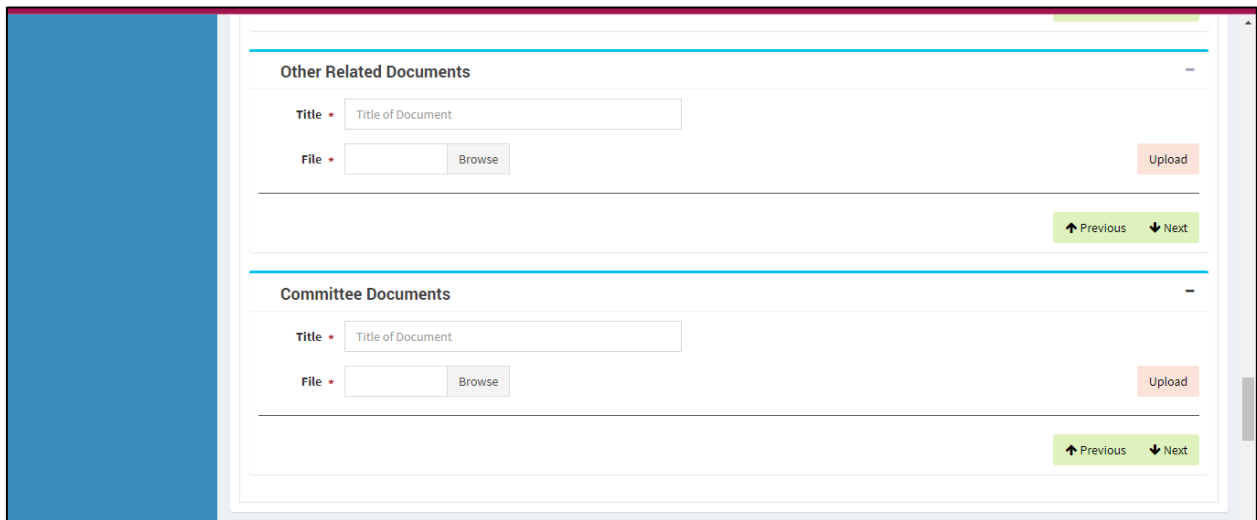 Other Related Documents
Title * Title of Document
File * Browse Upload
Previous Next
Committee Documents
Title * Title of Document
File * Browse Upload
Previous Next